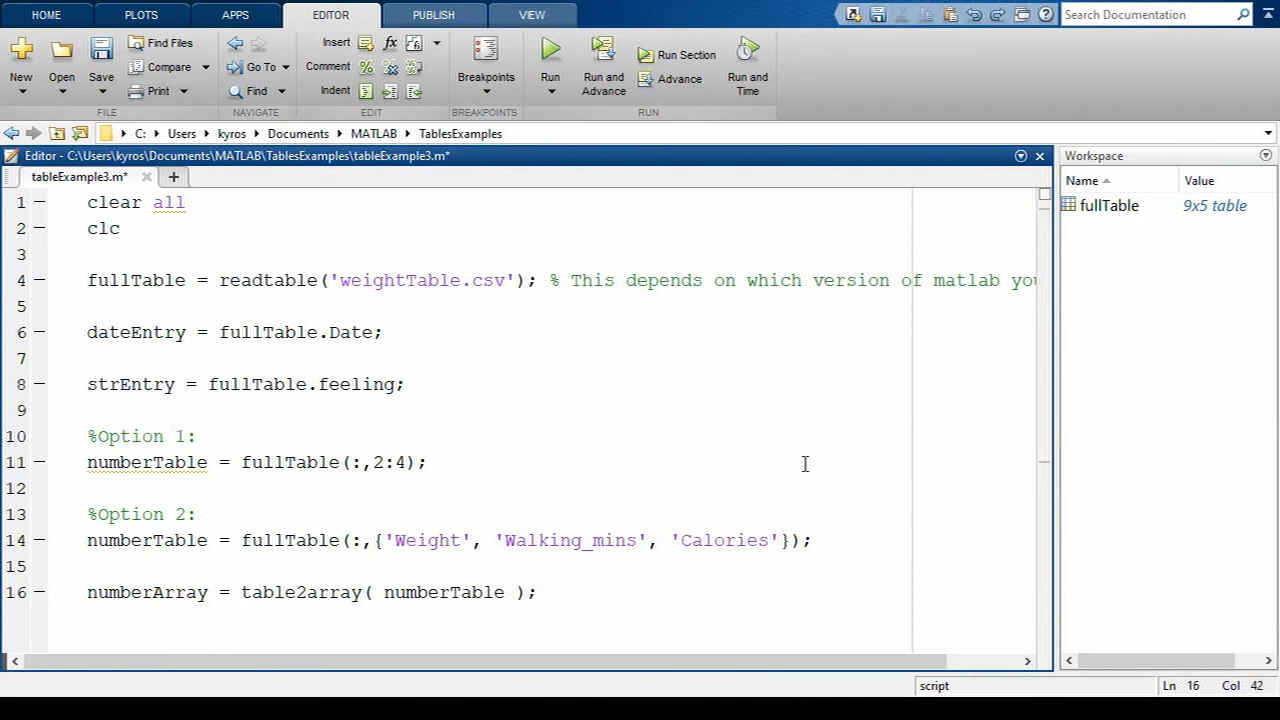 HOME PLOTS APPS EDITOR PUBLISH VIEW Search Documentation
New Open Save Find Files Compare Print
Go To Find
Insert fx
Comment
Indent
Breakpoints
Run Run and Advance Run Section Advance Run and Time
FILE NAVIGATE EDIT BREAKPOINTS RUN
C: Users kyros Documents MATLAB TablesExamples
Editor - C:\Users\kyros\Documents\MATLAB\TablesExamples\tableExample3.m*
tableExample3.m*
1 clear all
2 clc
3
4 fullTable = readtable('weightTable.csv'); % This depends on which version of matlab you
5
6 dateEntry = fullTable.Date;
7
8 strEntry = fullTable.feeling;
9
10 %Option 1:
11 numberTable = fullTable(:,2:4);
12
13 %Option 2:
14 numberTable = fullTable(:,{'Weight', 'Walking_mins', 'Calories'});
15
16 numberArray = table2array( numberTable );
Workspace
Name Value
fullTable 9x5 table
script Ln 16 Col 42